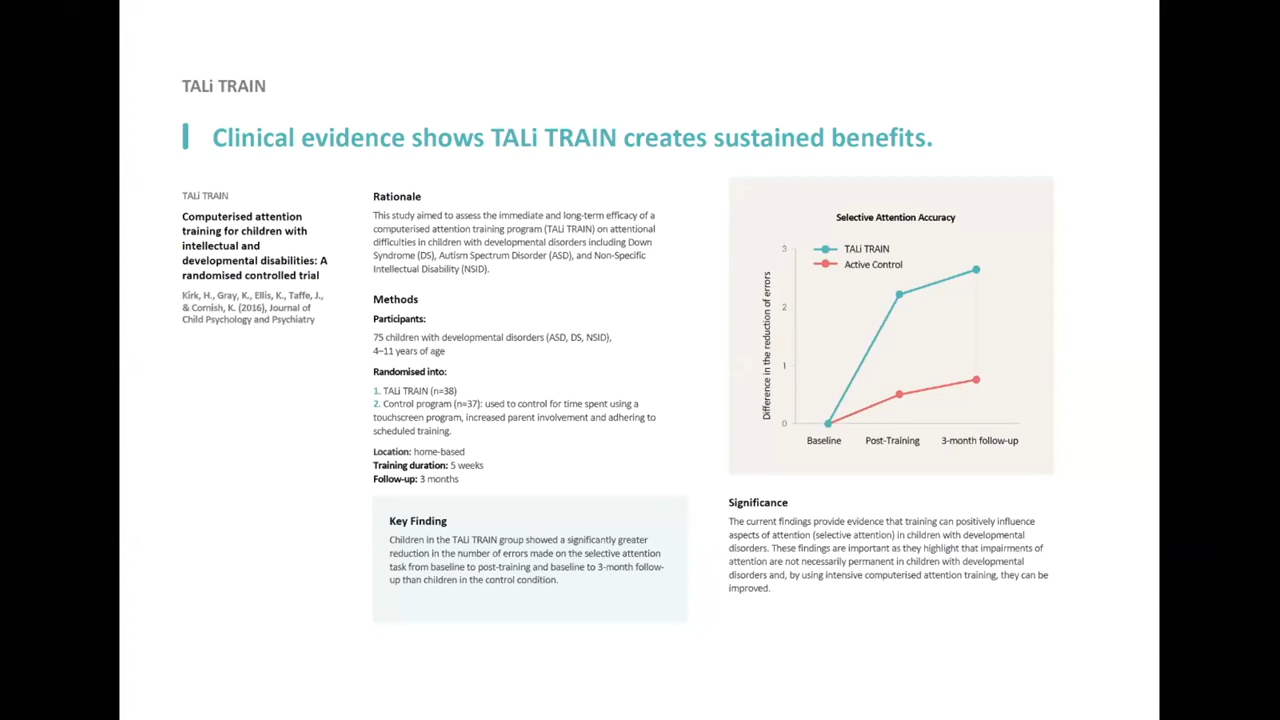 TALi TRAIN
Clinical evidence shows TALi TRAIN creates sustained benefits.
TALi TRAIN
Computerised attention
training for children with
intellectual and
developmental disabilities: A
randomised controlled trial
Kirk, H., Gray, K., Ellis, K., Taffe, J.,
& Cornish, K. (2016), Journal of
Child Psychology and Psychiatry
Rationale
This study aimed to assess the immediate and long-term efficacy of a
computerised attention training program (TALi TRAIN) on attentional
difficulties in children with developmental disorders including Down
Syndrome (DS), Autism Spectrum Disorder (ASD), and Non-Specific
Intellectual Disability (NSID).
Methods
Participants:
75 children with developmental disorders (ASD, DS, NSID),
4–11 years of age
Randomised into:
1. TALi TRAIN (n=38)
2. Control program (n=37): used to control for time spent using a
touchscreen program, increased parent involvement and adhering to
scheduled training.
Location: home-based
Training duration: 5 weeks
Follow-up: 3 months
Key Finding
Children in the TALi TRAIN group showed a significantly greater
reduction in the number of errors made on the selective attention
task from baseline to post-training and baseline to 3-month follow-
up than children in the control condition.
Selective Attention Accuracy
TALi TRAIN
Active Control
Difference in the reduction of errors
3
2
1
0
Baseline
Post-Training
3-month follow-up
Significance
The current findings provide evidence that training can positively influence
aspects of attention (selective attention) in children with developmental
disorders. These findings are important as they highlight that impairments of
attention are not necessarily permanent in children with developmental
disorders and, by using intensive computerised attention training, they can be
improved.